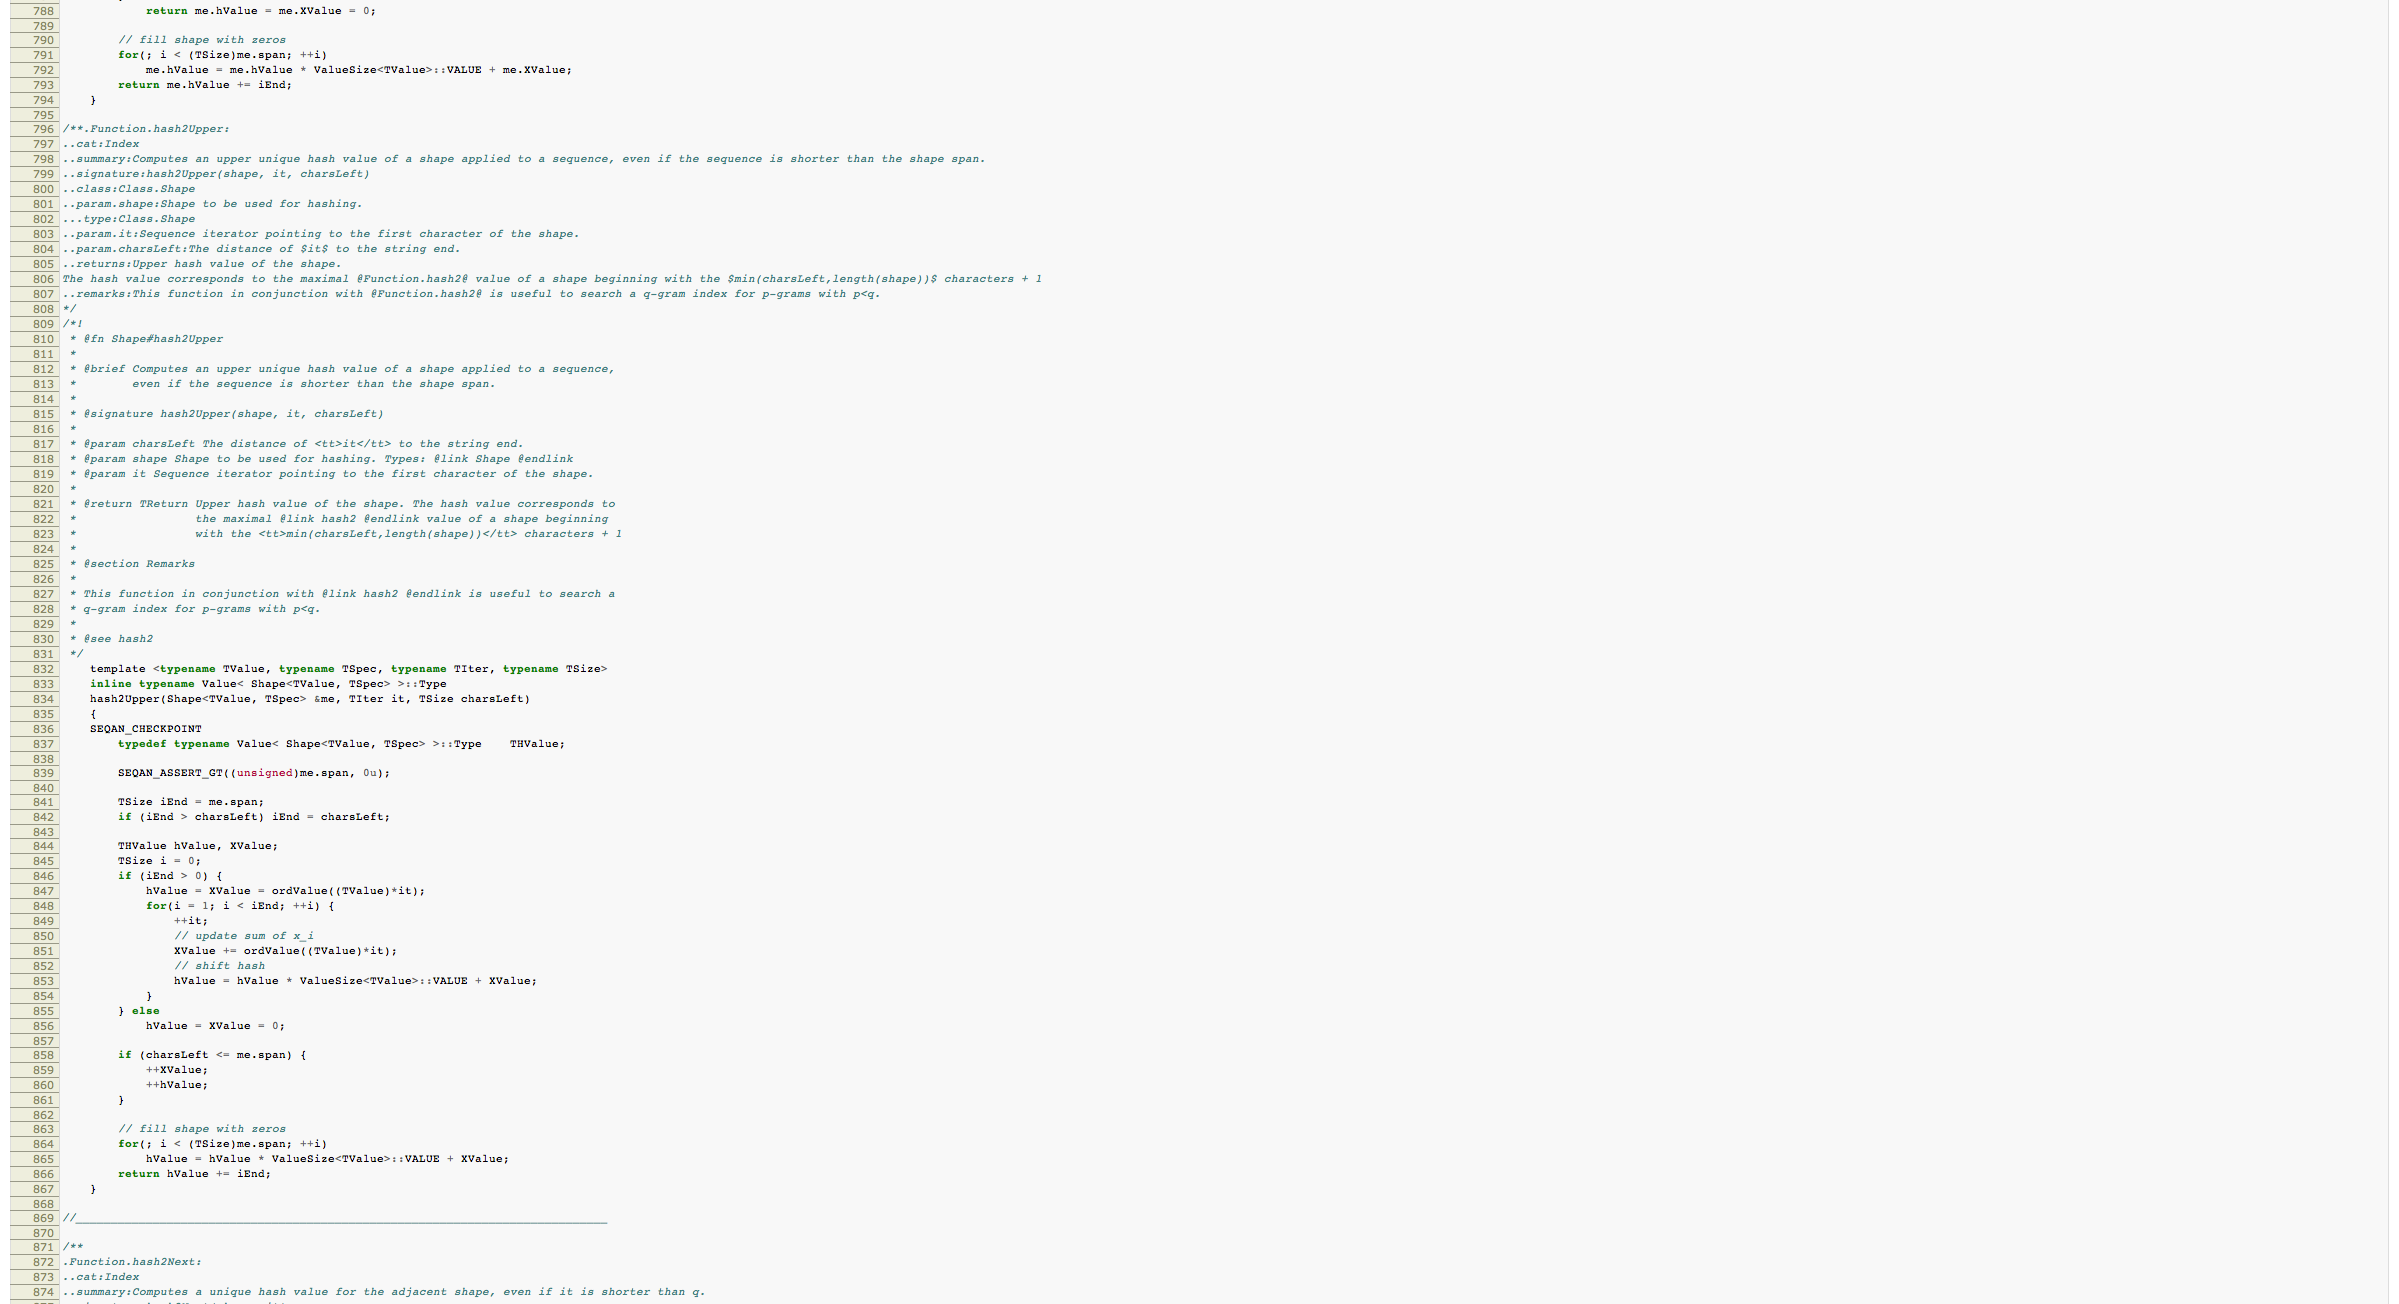 788 return me.hValue = me.XValue = 0;
789
790 // fill shape with zeros
791 for(; i < (TSize)me.span; ++i)
792 me.hValue = me.hValue * ValueSize<TValue>::VALUE + me.XValue;
793 return me.hValue += iEnd;
794 }
795
796 /**.Function.hash2Upper:
797 ..cat:Index
798 ..summary:Computes an upper unique hash value of a shape applied to a sequence, even if the sequence is shorter than the shape span.
799 ..signature:hash2Upper(shape, it, charsLeft)
800 ..class:Class.Shape
801 ..param.shape:Shape to be used for hashing.
802 ...type:Class.Shape
803 ..param.it:Sequence iterator pointing to the first character of the shape.
804 ..param.charsLeft:The distance of $it$ to the string end.
805 ..returns:Upper hash value of the shape.
806 The hash value corresponds to the maximal @Function.hash2@ value of a shape beginning with the $min(charsLeft,length(shape))$ characters + 1
807 ..remarks:This function in conjunction with @Function.hash2@ is useful to search a q-gram index for p-grams with p<q.
808 */
809 /*!
810 * @fn Shape#hash2Upper
811 *
812 * @brief Computes an upper unique hash value of a shape applied to a sequence,
813 * even if the sequence is shorter than the shape span.
814 *
815 * @signature hash2Upper(shape, it, charsLeft)
816 *
817 * @param charsLeft The distance of <tt>it</tt> to the string end.
818 * @param shape Shape to be used for hashing. Types: @link Shape @endlink
819 * @param it Sequence iterator pointing to the first character of the shape.
820 *
821 * @return TReturn Upper hash value of the shape. The hash value corresponds to
822 * the maximal @link hash2 @endlink value of a shape beginning
823 * with the <tt>min(charsLeft,length(shape))</tt> characters + 1
824 *
825 * @section Remarks
826 *
827 * This function in conjunction with @link hash2 @endlink is useful to search a
828 * q-gram index for p-grams with p<q.
829 *
830 * @see hash2
831 */
832 template <typename TValue, typename TSpec, typename TIter, typename TSize>
833 inline typename Value< Shape<TValue, TSpec> >::Type
834 hash2Upper(Shape<TValue, TSpec> &me, TIter it, TSize charsLeft)
835 {
836 SEQAN_CHECKPOINT
837 typedef typename Value< Shape<TValue, TSpec> >::Type THValue;
838
839 SEQAN_ASSERT_GT((unsigned)me.span, 0u);
840
841 TSize iEnd = me.span;
842 if (iEnd > charsLeft) iEnd = charsLeft;
843
844 THValue hValue, XValue;
845 TSize i = 0;
846 if (iEnd > 0) {
847 hValue = XValue = ordValue((TValue)*it);
848 for(i = 1; i < iEnd; ++i) {
849 ++it;
850 // update sum of x_i
851 XValue += ordValue((TValue)*it);
852 // shift hash
853 hValue = hValue * ValueSize<TValue>::VALUE + XValue;
854 }
855 } else
856 hValue = XValue = 0;
857
858 if (charsLeft <= me.span) {
859 ++XValue;
860 ++hValue;
861 }
862
863 // fill shape with zeros
864 for(; i < (TSize)me.span; ++i)
865 hValue = hValue * ValueSize<TValue>::VALUE + XValue;
866 return hValue += iEnd;
867 }
868
869 //____________________________________________________________________________
870
871 /**
872 .Function.hash2Next:
873 ..cat:Index
874 ..summary:Computes a unique hash value for the adjacent shape, even if it is shorter than q.